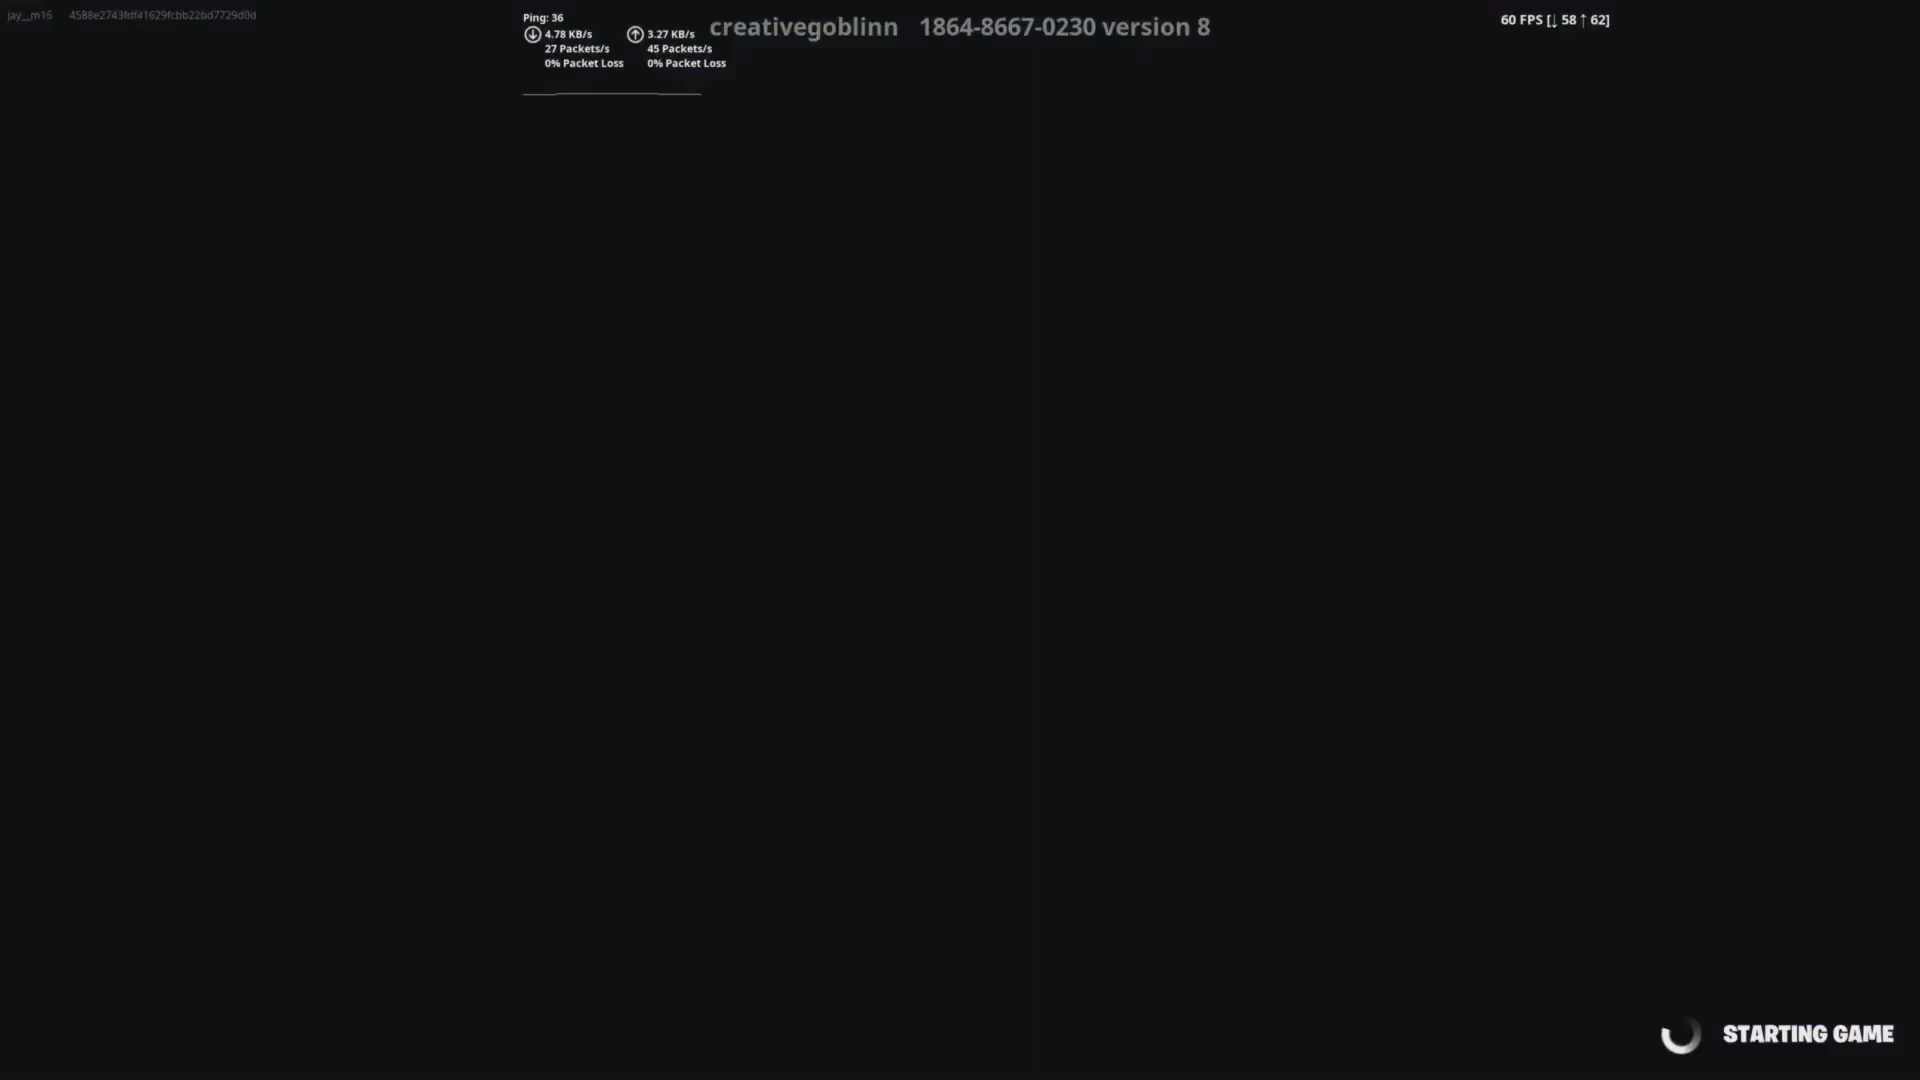 jay__m16 4588e2743fdf41629fcbb22bd7729d0d
Ping: 36
4.78 KB/s 3.27 KB/s
27 Packets/s 45 Packets/s
0% Packet Loss 0% Packet Loss
creativegoblinn 1864-8667-0230 version 8
60 FPS [↓ 58 ↑ 62]
STARTING GAME